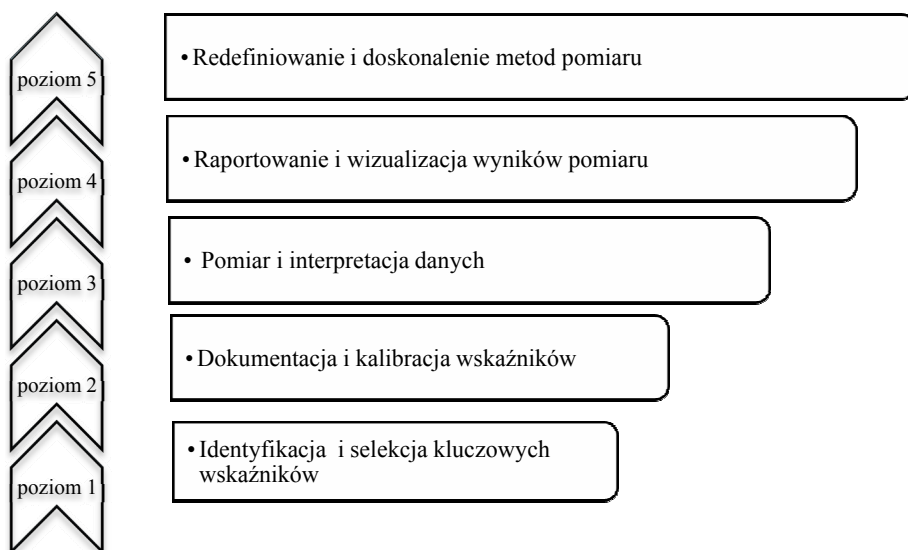 poziom 5
• Redefiniowanie i doskonalenie metod pomiaru
poziom 4
• Raportowanie i wizualizacja wyników pomiaru
poziom 3
• Pomiar i interpretacja danych
poziom 2
• Dokumentacja i kalibracja wskaźników
poziom 1
• Identyfikacja i selekcja kluczowych
wskaźników